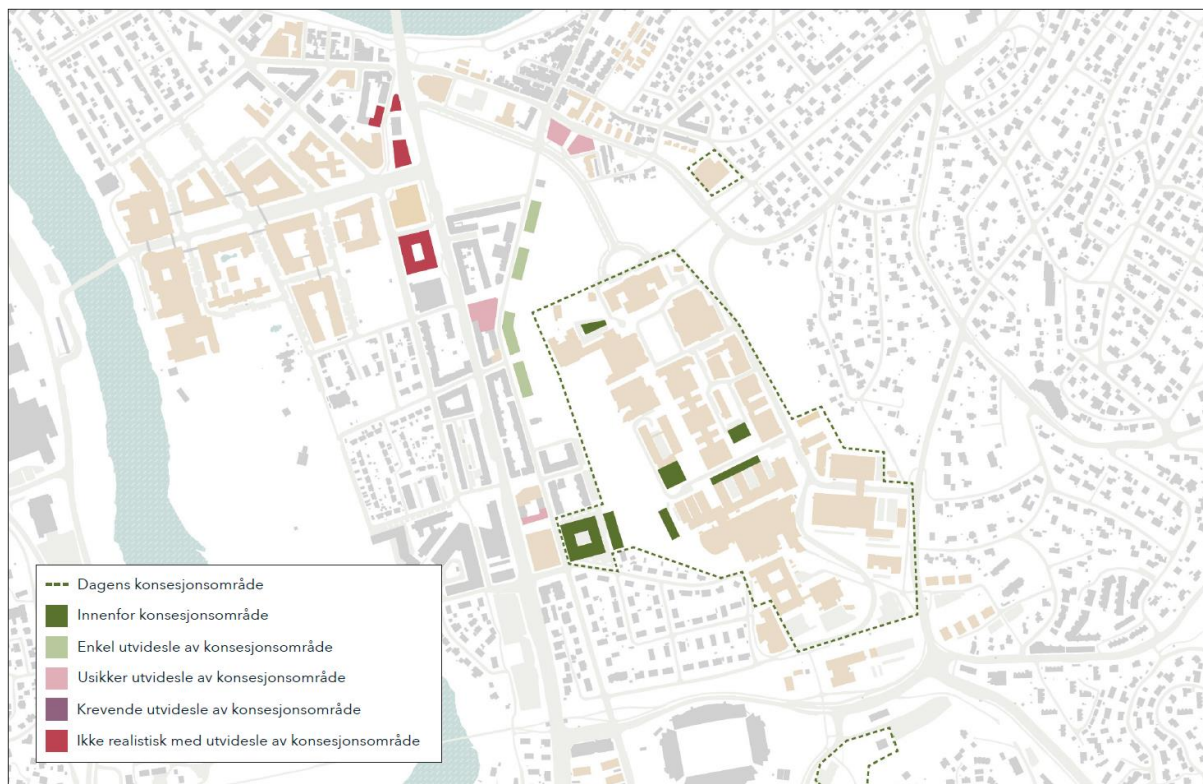 Dagens konsesjonsområde
Innenfor konsesjonsområde
Enkel utvidesle av konsesjonsområde
Usikker utvidesle av konsesjonsområde
Krevende utvidesle av konsesjonsområde
Ikke realistisk med utvidesle av konsesjonsområde